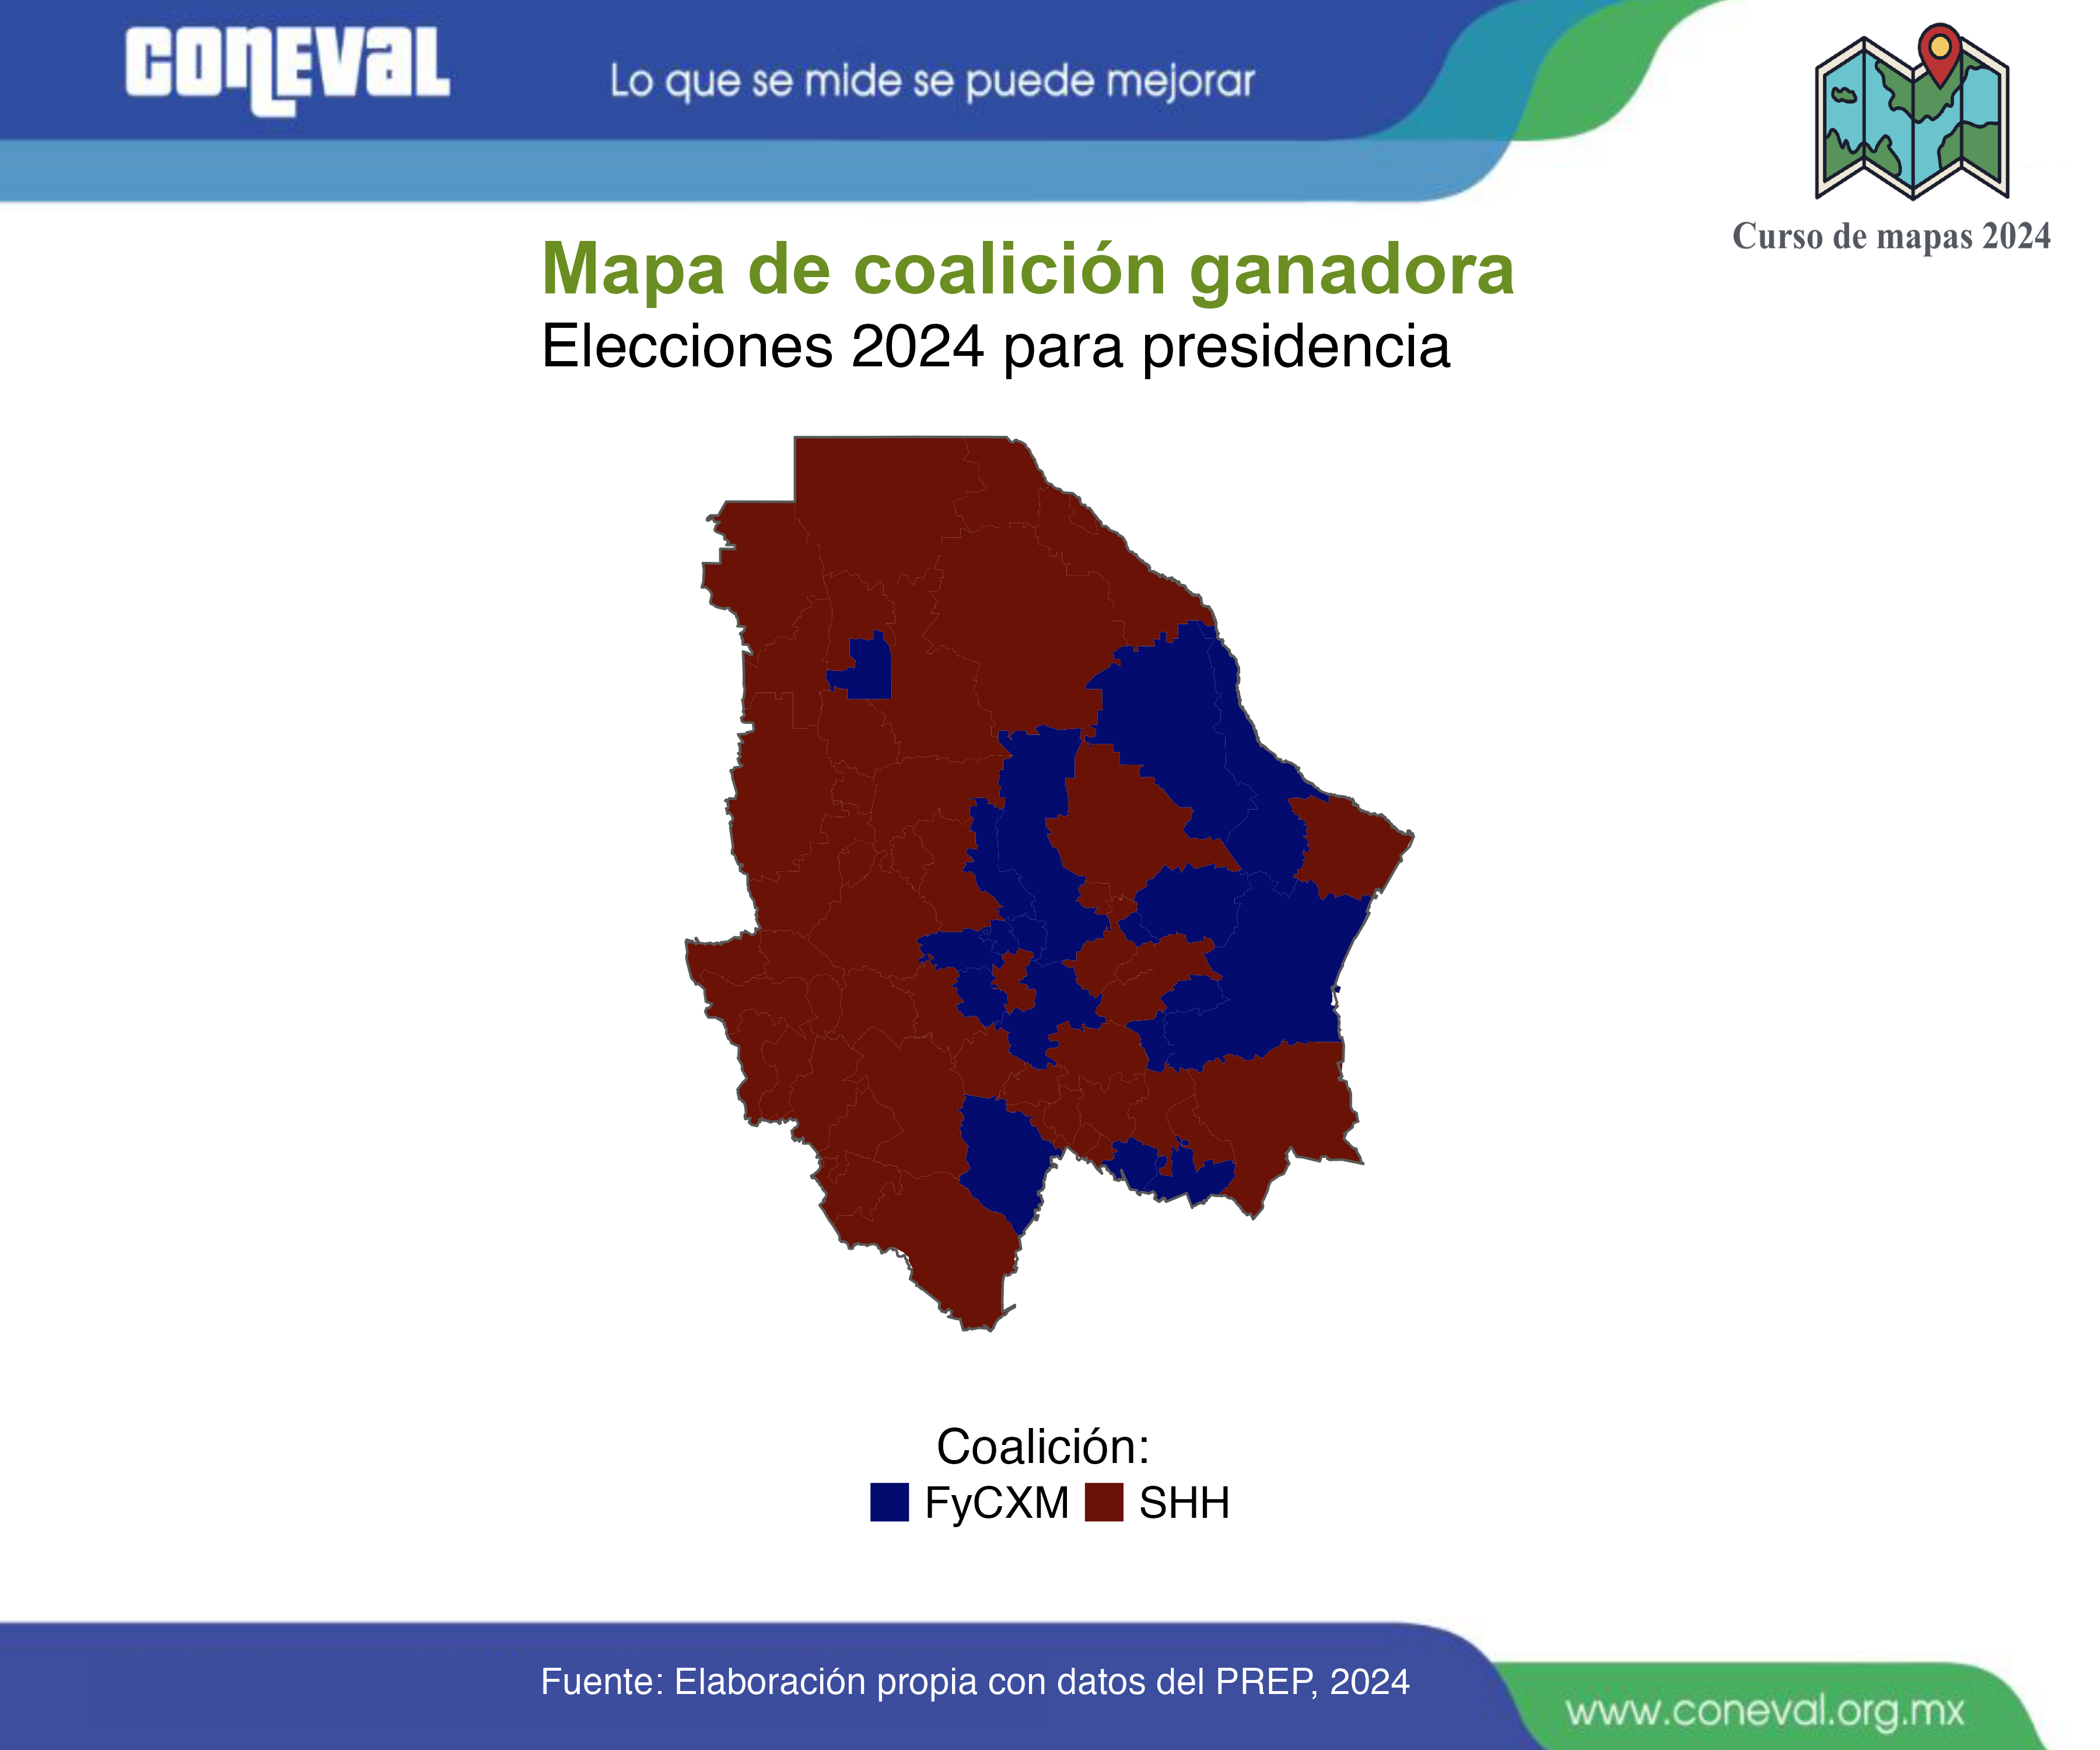 CONEVAL
Lo que se mide se puede mejorar
Curso de mapas 2024
Mapa de coalición ganadora
Elecciones 2024 para presidencia
Coalición:
FyCXM SHH
Fuente: Elaboración propia con datos del PREP, 2024
www.coneval.org.mx